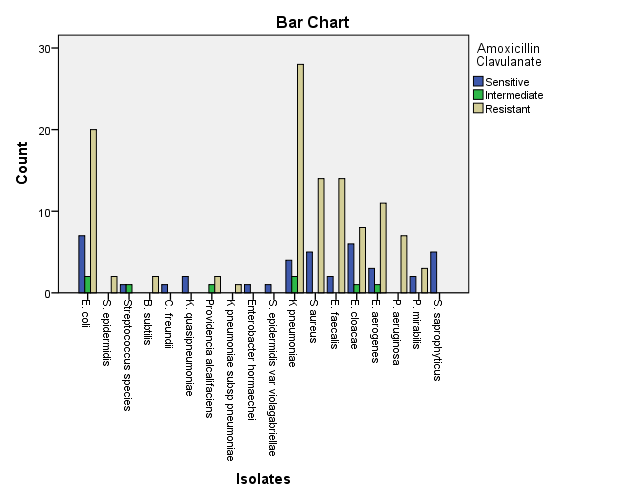 Bar Chart
Amoxicillin
Clavulanate
Sensitive
Intermediate
Resistant
30
20
10
0
Count
E. coli
S. epidermidis
Streptococcus species
B. subtilis
C. freundii
K. quasipneumoniae
Providencia alcalifaciens
K pneumoniae subsp pneumoniae
Enterobacter hormaechei
S. epidermidis var violagabriellae
K pneumoniae
S aureus
E. faecalis
E. cloacae
E. aerogenes
P. aeruginosa
P. mirabilis
S. saprophyticus
Isolates